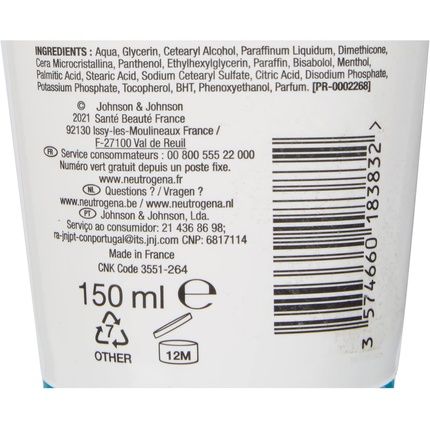 INGREDIENTS : Aqua, Glycerin, Cetearyl Alcohol, Paraffinum Liquidum, Dimethicone,
Cera Microcristallina, Panthenol, Ethylhexylglycerin, Paraffin, Bisabolol, Menthol,
Palmitic Acid, Stearic Acid, Sodium Cetearyl Sulfate, Citric Acid, Disodium Phosphate,
Potassium Phosphate, Tocopherol, BHT, Phenoxyethanol, Parfum. [PR-0002268]
© Johnson & Johnson
2021 Santé Beauté France
92130 Issy-les-Moulineaux France /
F-27100 Val de Reuil
FR Service consommateurs : 00 800 555 22 000
Numéro vert gratuit depuis un poste fixe.
www.neutrogena.fr
NL Questions ? / Vragen ?
www.neutrogena.be / www.neutrogena.nl
PT Johnson & Johnson, Lda.
Serviço ao consumidor: 21 436 86 98;
ra-jnjpt-conportugal@its.jnj.com CNP: 6817114
Made in France
CNK Code 3551-264
150 ml e
7
OTHER
12M
3 574660 183832